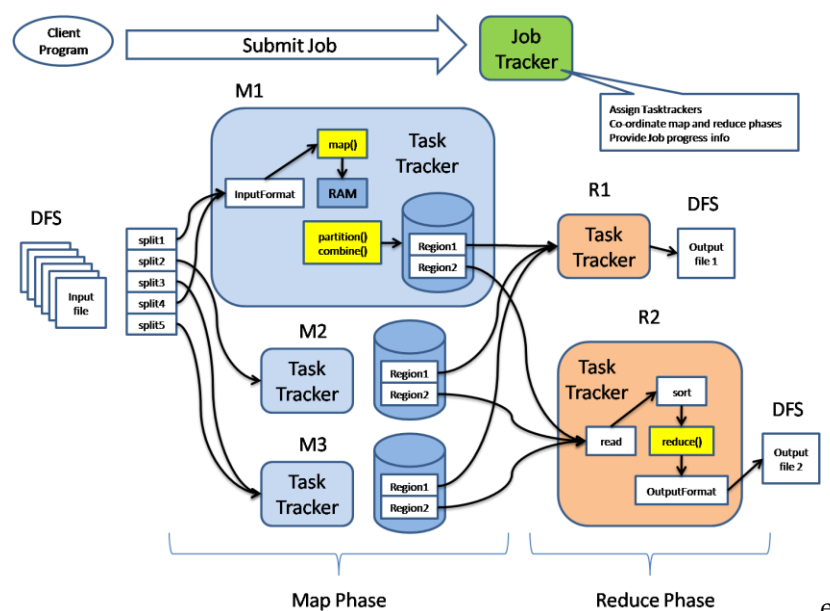 Client
Program
Submit Job
Job
Tracker
Assign Tasktrackers
Co-ordinate map and reduce phases
Provide Job progress info
M1
map()
Task
Tracker
InputFormat
RAM
partition()
combine()
Region1
Region2
DFS
Input
file
split1
split2
split3
split4
split5
M2
Task
Tracker
Region1
Region2
M3
Task
Tracker
Region1
Region2
R1
Task
Tracker
DFS
Output
file 1
R2
Task
Tracker
sort
read
reduce()
OutputFormat
DFS
Output
file 2
Map Phase
Reduce Phase